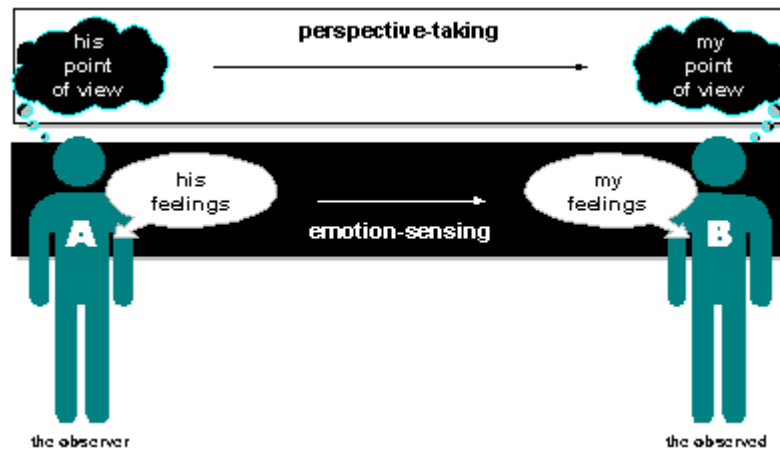 his
point
of view
perspective-taking
my
point
of view
his
feelings
my
feelings
emotion-sensing
A
B
the observer
the observed